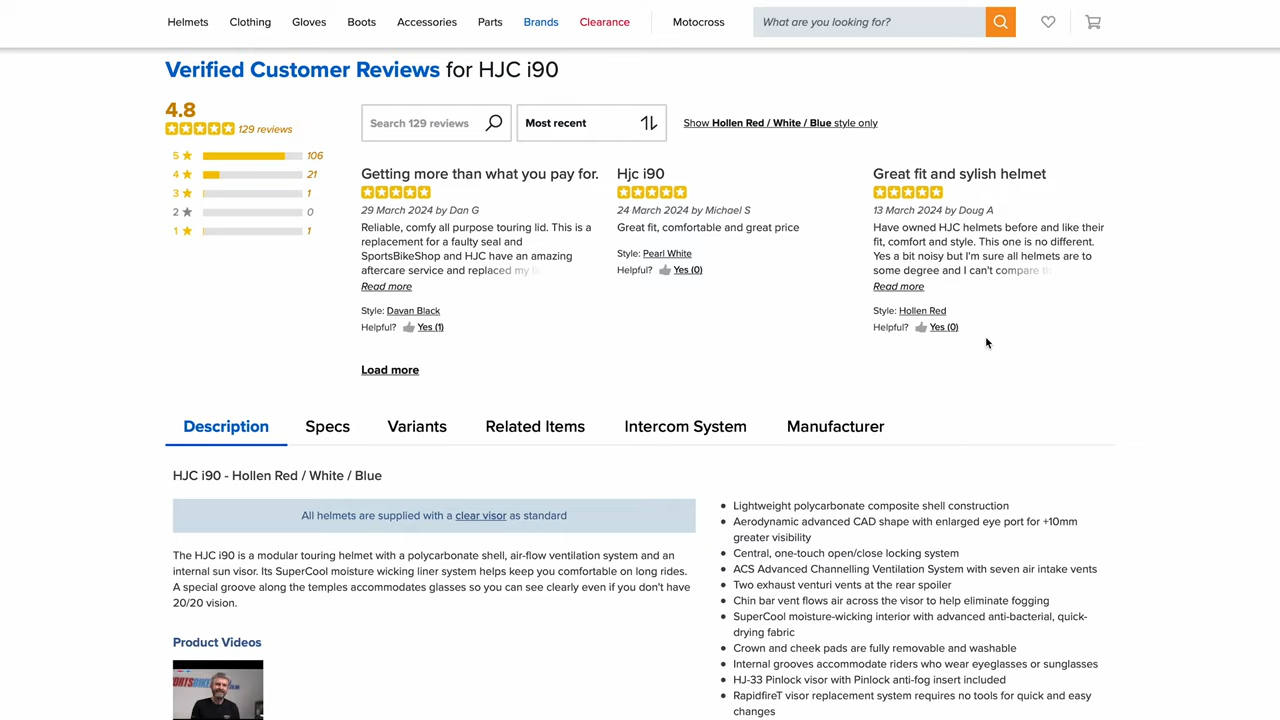 Helmets Clothing Gloves Boots Accessories Parts Brands Clearance Motocross What are you looking for?
Verified Customer Reviews for HJC i90
4.8
129 reviews
5 106
4 21
3 1
2 0
1 1
Search 129 reviews
Most recent
Show Hollen Red / White / Blue style only
Getting more than what you pay for.
29 March 2024 by Dan G
Reliable, comfy all purpose touring lid. This is a
replacement for a faulty seal and
SportsBikeShop and HJC have an amazing
aftercare service and replaced my
Read more
Style: Davan Black
Helpful? Yes (1)
Hjc i90
24 March 2024 by Michael S
Great fit, comfortable and great price
Style: Pearl White
Helpful? Yes (0)
Great fit and sylish helmet
13 March 2024 by Doug A
Have owned HJC helmets before and like their
fit, comfort and style. This one is no different.
Yes a bit noisy but I'm sure all helmets are to
some degree and I can't compare
Read more
Style: Hollen Red
Helpful? Yes (0)
Load more
Description Specs Variants Related Items Intercom System Manufacturer
HJC i90 - Hollen Red / White / Blue
All helmets are supplied with a clear visor as standard
The HJC i90 is a modular touring helmet with a polycarbonate shell, air-flow ventilation system and an
internal sun visor. Its SuperCool moisture wicking liner system helps keep you comfortable on long rides.
A special groove along the temples accommodates glasses so you can see clearly even if you don't have
20/20 vision.
Product Videos
Lightweight polycarbonate composite shell construction
Aerodynamic advanced CAD shape with enlarged eye port for +10mm
greater visibility
Central, one-touch open/close locking system
ACS Advanced Channelling Ventilation System with seven air intake vents
Two exhaust venturi vents at the rear spoiler
Chin bar vent flows air across the visor to help eliminate fogging
SuperCool moisture-wicking interior with advanced anti-bacterial, quick-
drying fabric
Crown and cheek pads are fully removable and washable
Internal grooves accommodate riders who wear eyeglasses or sunglasses
HJ-33 Pinlock visor with Pinlock anti-fog insert included
RapidfireT visor replacement system requires no tools for quick and easy
changes